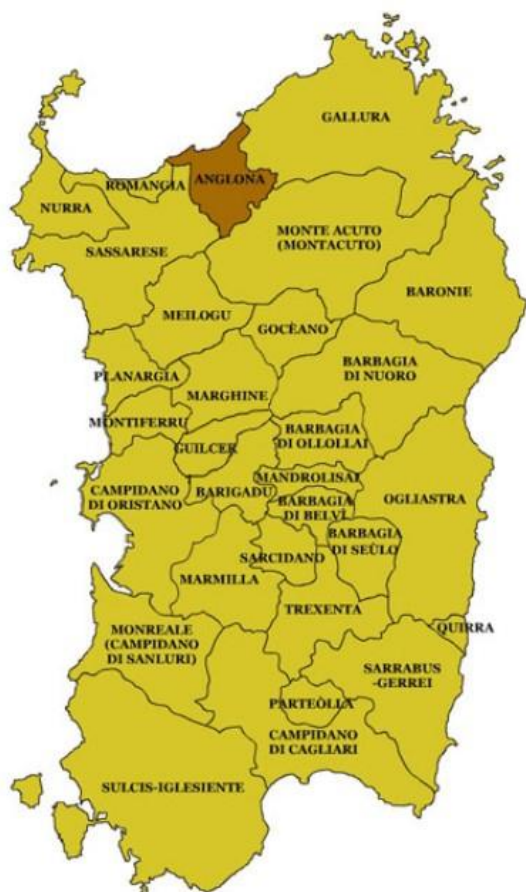 GALLURA
ANGLONA
ROMANGIA
NURRA
MONTE ACUTO
(MONTACUTO)
SASSARESE
BARONIE
MEILOGU
GOCÈANO
BARBAGIA
DI NUORO
PLANARGIA
MARGHINE
MONTIFERRU
BARBAGIA
DI OLLOLLAI
GUILCER
MANDROLISAI
CAMPIDANO
DI ORISTANO
BARIGADU
BARBAGIA
DI BELVÌ
OGLIASTRA
BARBAGIA
DI SEÙLO
SARCIDANO
MARMILLA
TREXENTA
MONREALE
(CAMPIDANO
DI SANLURI)
QUIRRA
SARRABUS
-GERREI
PARTEÒLLA
CAMPIDANO
DI CAGLIARI
SULCIS-IGLESIENTE